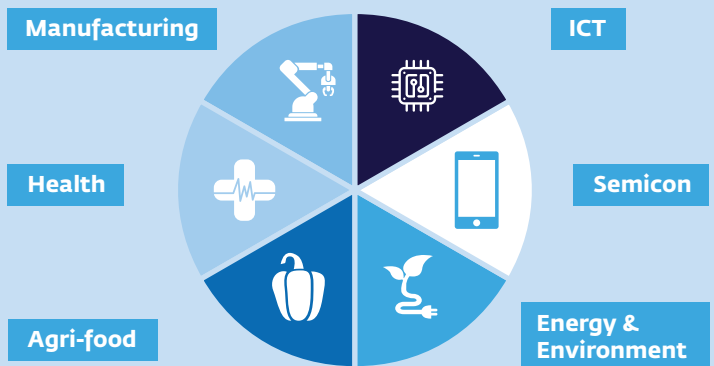 Manufacturing
ICT
Health
Semicon
Agri-food
Energy &
Environment